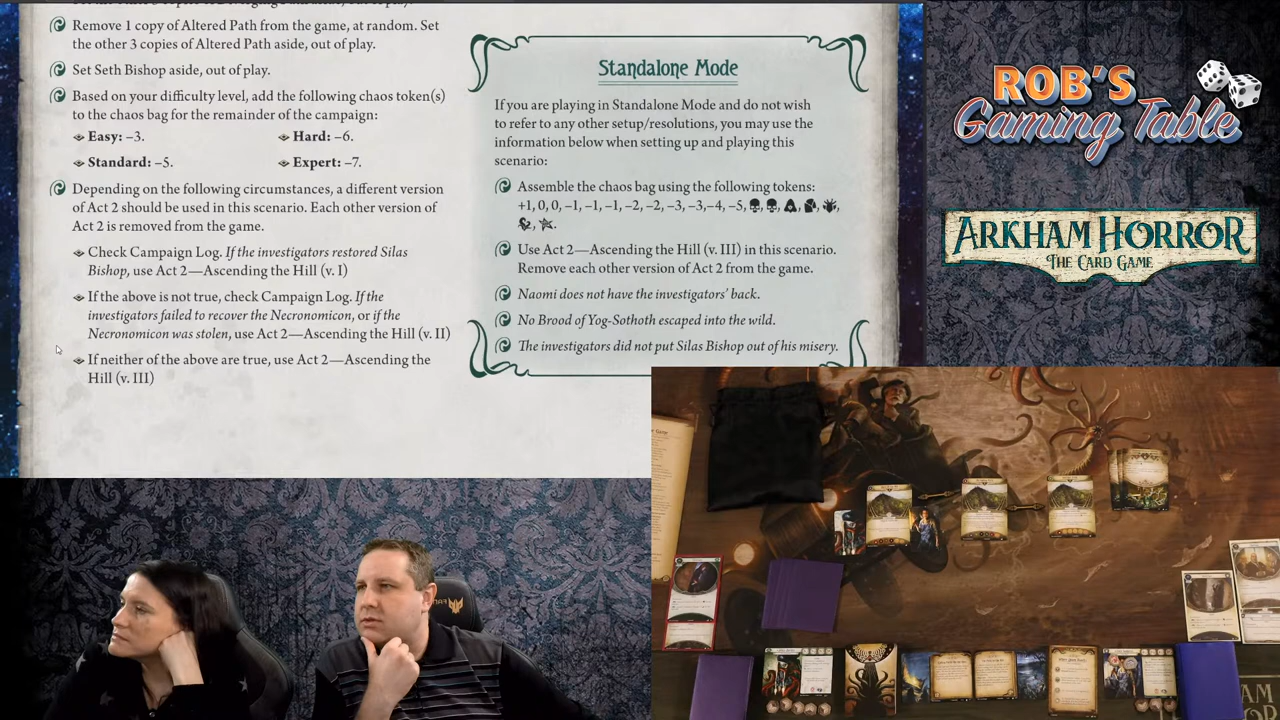 Remove 1 copy of Altered Path from the game, at random. Set
the other 3 copies of Altered Path aside, out of play.
Set Seth Bishop aside, out of play.
Based on your difficulty level, add the following chaos token(s)
to the chaos bag for the remainder of the campaign:
Easy: –3.
Hard: –6.
Standard: –5.
Expert: –7.
Depending on the following circumstances, a different version
of Act 2 should be used in this scenario. Each other version of
Act 2 is removed from the game.
Check Campaign Log. If the investigators restored Silas
Bishop, use Act 2—Ascending the Hill (v. I)
If the above is not true, check Campaign Log. If the
investigators failed to recover the Necronomicon, or if the
Necronomicon was stolen, use Act 2—Ascending the Hill (v. II)
If neither of the above are true, use Act 2—Ascending the
Hill (v. III)
Standalone Mode
If you are playing in Standalone Mode and do not wish
to refer to any other setup/resolutions, you may use the
information below when setting up and playing this
scenario:
Assemble the chaos bag using the following tokens:
+1, 0, 0, –1, –1, –1, –2, –2, –3, –3, –4, –5,
Use Act 2—Ascending the Hill (v. III) in this scenario.
Remove each other version of Act 2 from the game.
Naomi does not have the investigators' back.
No Brood of Yog-Sothoth escaped into the wild.
The investigators did not put Silas Bishop out of his misery.
ROB'S
Gaming Table
ARKHAM HORROR
THE CARD GAME